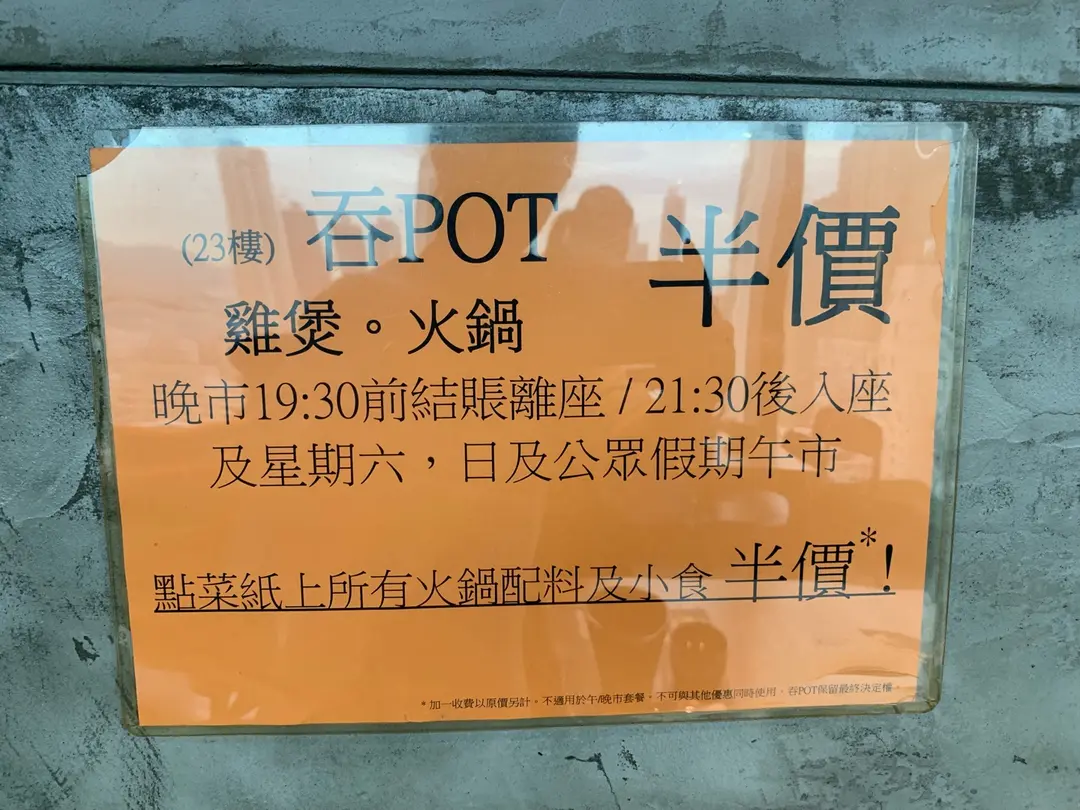 (23樓) 吞POT 半價
雞煲。火鍋
晚市19:30前結賬離座 / 21:30後入座
及星期六，日及公眾假期午市
點菜紙上所有火鍋配料及小食 半價*！
* 加一收費以原價另計。不適用於午/晚市套餐。不可與其他優惠同時使用。吞POT保留最終決定權。